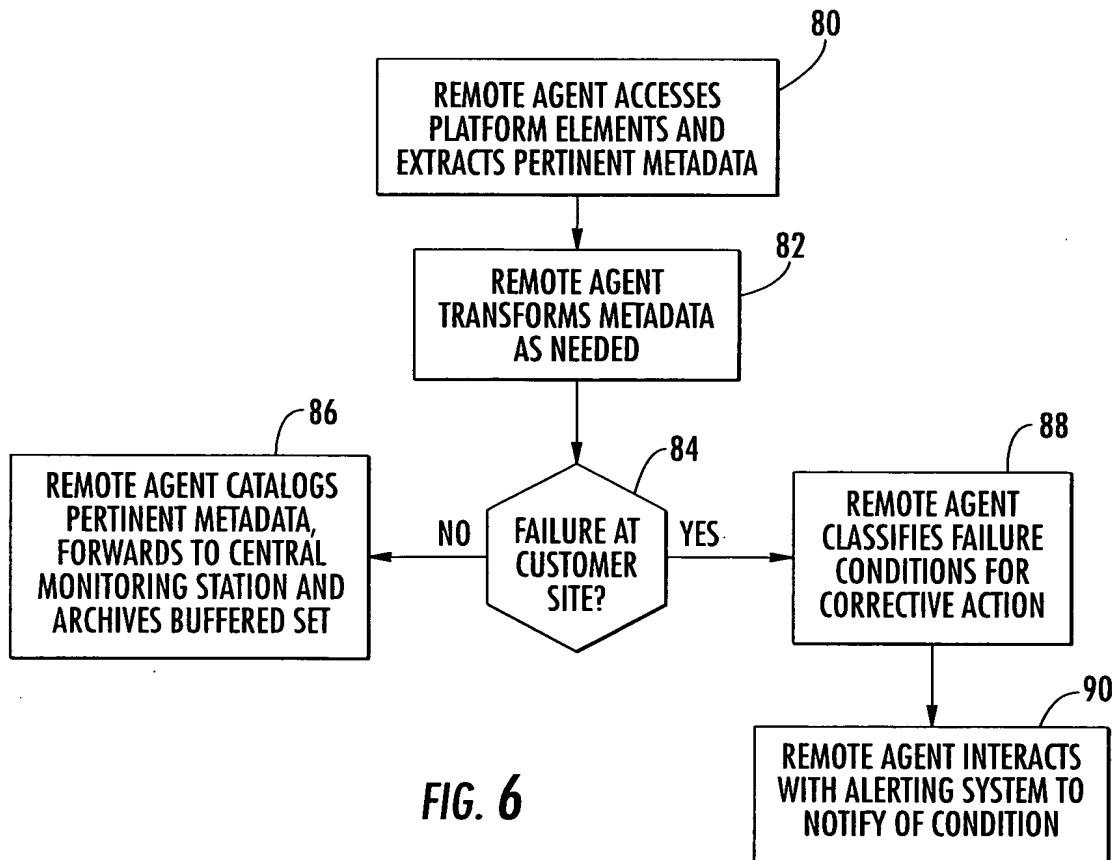 80
REMOTE AGENT ACCESSES
PLATFORM ELEMENTS AND
EXTRACTS PERTINENT METADATA
82
REMOTE AGENT
TRANSFORMS METADATA
AS NEEDED
86
REMOTE AGENT CATALOGS
PERTINENT METADATA,
FORWARDS TO CENTRAL
MONITORING STATION AND
ARCHIVES BUFFERED SET
NO
84
FAILURE AT
CUSTOMER
SITE?
YES
88
REMOTE AGENT
CLASSIFIES FAILURE
CONDITIONS FOR
CORRECTIVE ACTION
90
REMOTE AGENT INTERACTS
WITH ALERTING SYSTEM TO
NOTIFY OF CONDITION
FIG. 6